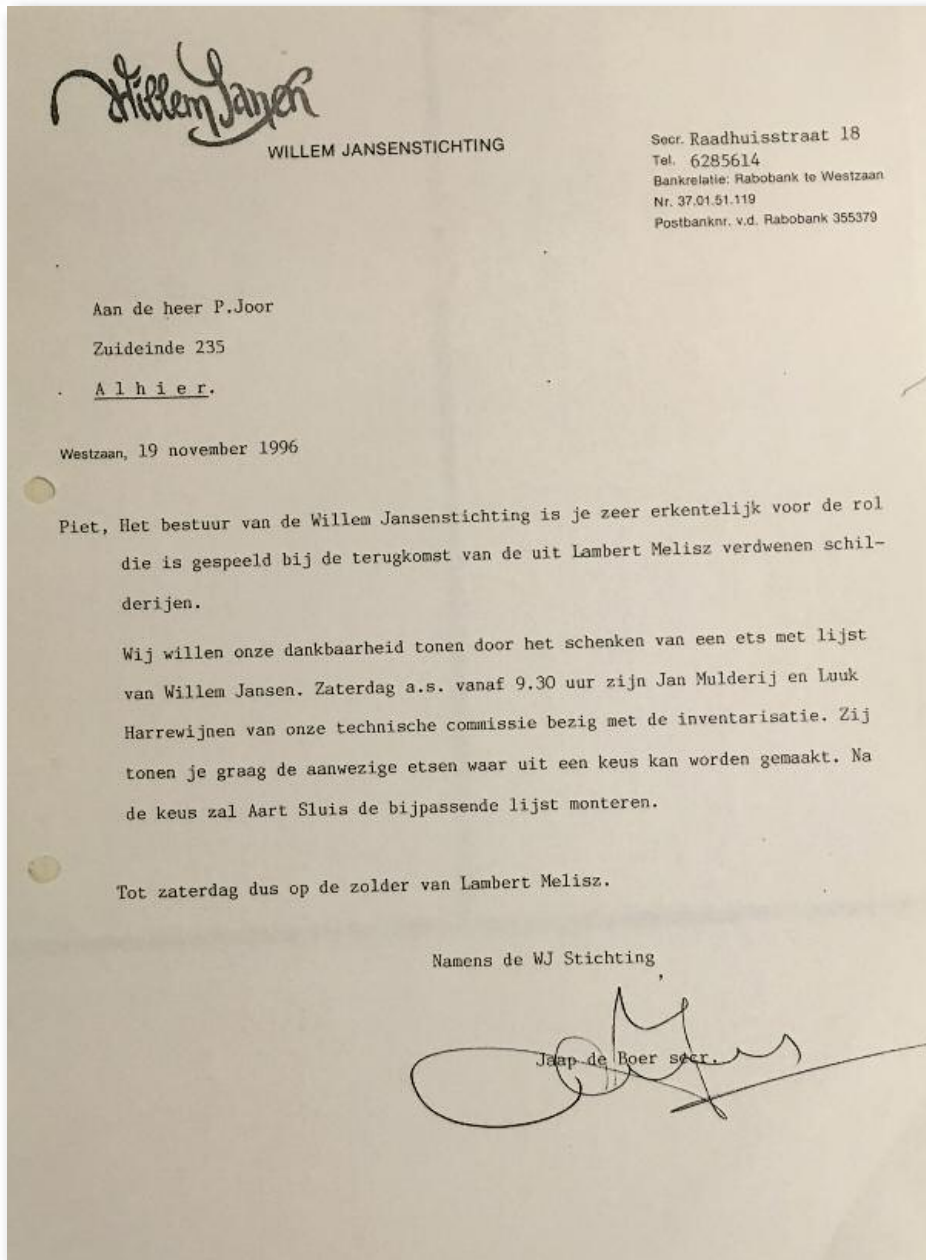 Willem Jansen
WILLEM JANSENSTICHTING
Secr. Raadhuisstraat 18
Tel. 6285614
Bankrelatie: Rabobank te Westzaan
Nr. 37.01.51.119
Postbanknr. v.d. Rabobank 355379
Aan de heer P.Joor
Zuideinde 235
A l h i e r.
Westzaan, 19 november 1996
Piet, Het bestuur van de Willem Jansenstichting is je zeer erkentelijk voor de rol
die is gespeeld bij de terugkomst van de uit Lambert Melisz verdwenen schil-
derijen.
Wij willen onze dankbaarheid tonen door het schenken van een ets met lijst
van Willem Jansen. Zaterdag a.s. vanaf 9.30 uur zijn Jan Mulderij en Luuk
Harrewijnen van onze technische commissie bezig met de inventarisatie. Zij
tonen je graag de aanwezige etsen waar uit een keus kan worden gemaakt. Na
de keus zal Aart Sluis de bijpassende lijst monteren.
Tot zaterdag dus op de zolder van Lambert Melisz.
Namens de WJ Stichting,
Jaap de Boer secr.